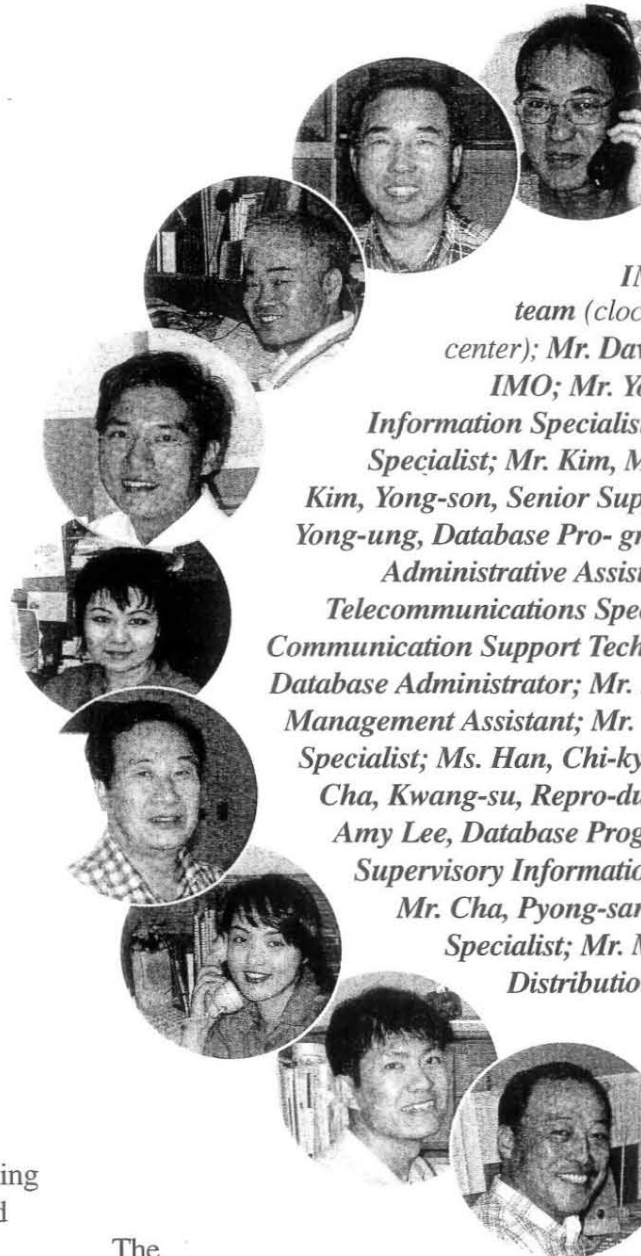 IM
team (cloc
center); Mr. Dav
IMO; Mr. Yo
Information Specialist
Specialist; Mr. Kim, M
Kim, Yong-son, Senior Sup
Yong-ung, Database Pro- gr
Administrative Assist
Telecommunications Spec
Communication Support Tech
Database Administrator; Mr.
Management Assistant; Mr.
Specialist; Ms. Han, Chi-ky
Cha, Kwang-su, Repro-du
Amy Lee, Database Prog
Supervisory Informatio
Mr. Cha, Pyong-san
Specialist; Mr. M
Distributio
ing
d
The